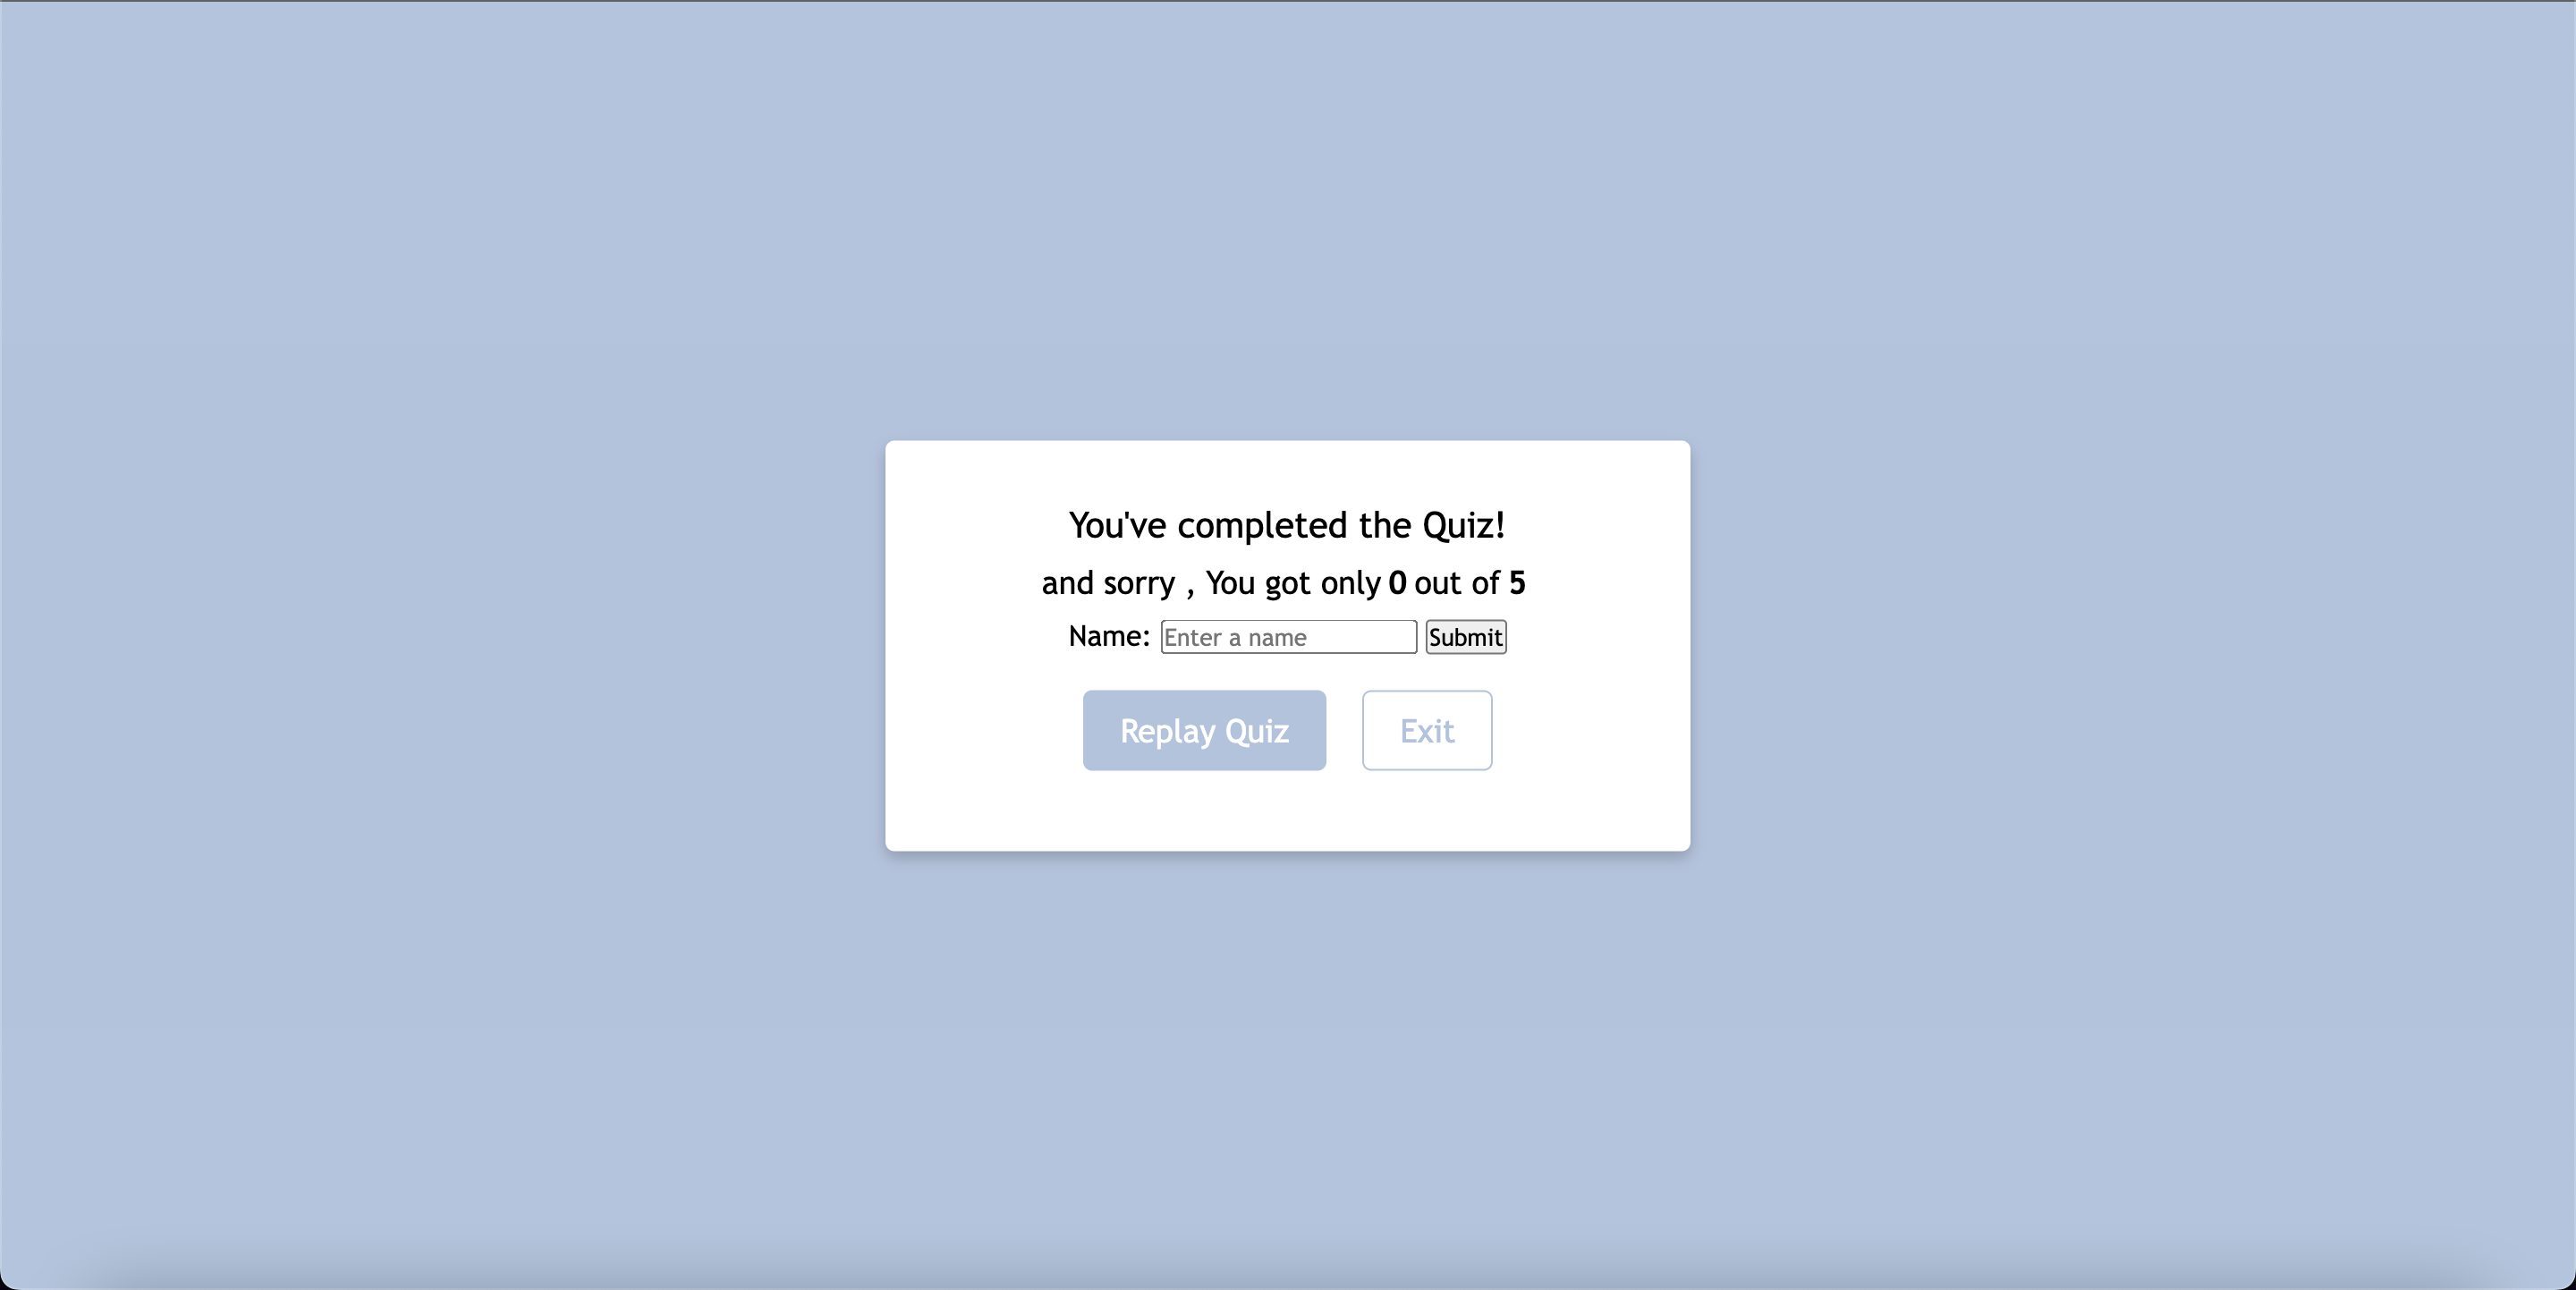 You've completed the Quiz!
and sorry , You got only 0 out of 5
Name: Enter a name Submit
Replay Quiz Exit